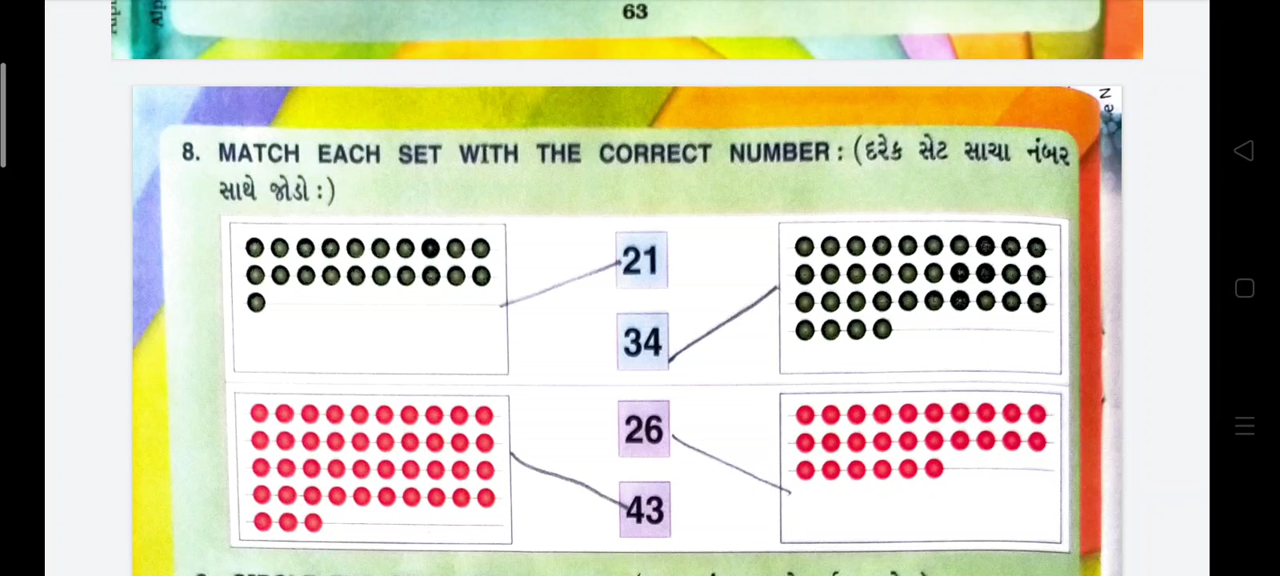 63
8. MATCH EACH SET WITH THE CORRECT NUMBER : (દરેક સેટ સાચા નંબર
સાથે જોડો :)
21
34
26
43